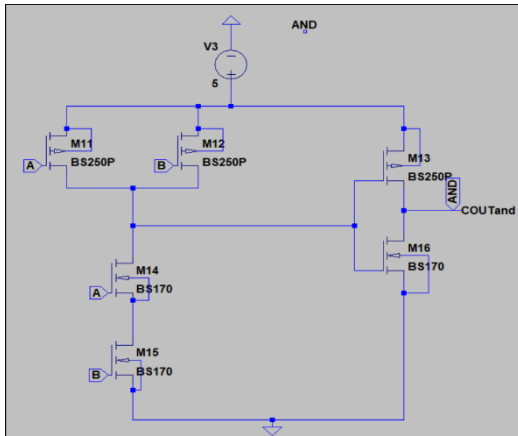 AND
V3
5
M11
BS250P
A
M12
BS250P
B
M13
BS250P
AND
COUTand
M14
BS170
A
M16
BS170
M15
BS170
B